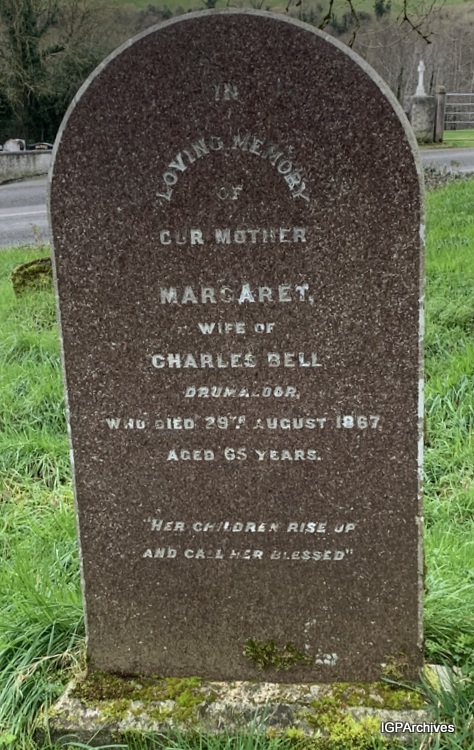 IN
LOVING MEMORY
OF
OUR MOTHER
MARGARET,
WIFE OF
CHARLES BELL
DRUMALOOR,
WHO DIED 29TH AUGUST 1867,
AGED 65 YEARS.
"HER CHILDREN RISE UP
AND CALL HER BLESSED"
IGPArchives